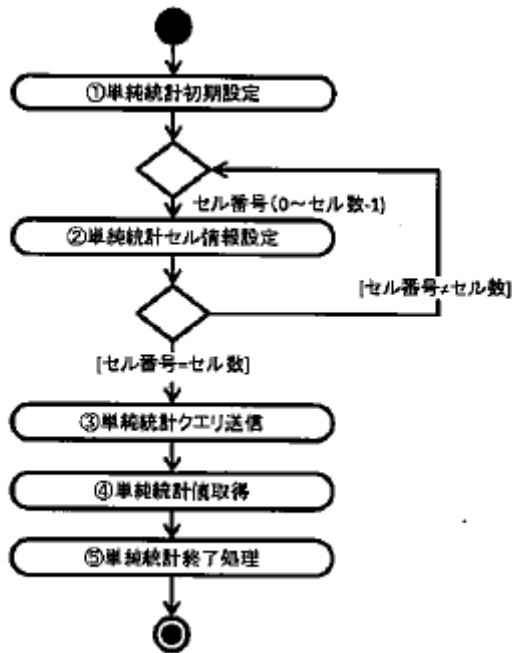 ①単純統計初期設定
セル番号(0～セル数-1)
②単純統計セル情報設定
[セル番号≠セル数]
[セル番号=セル数]
③単純統計クエリ送信
④単純統計値取得
⑤単純統計終了処理